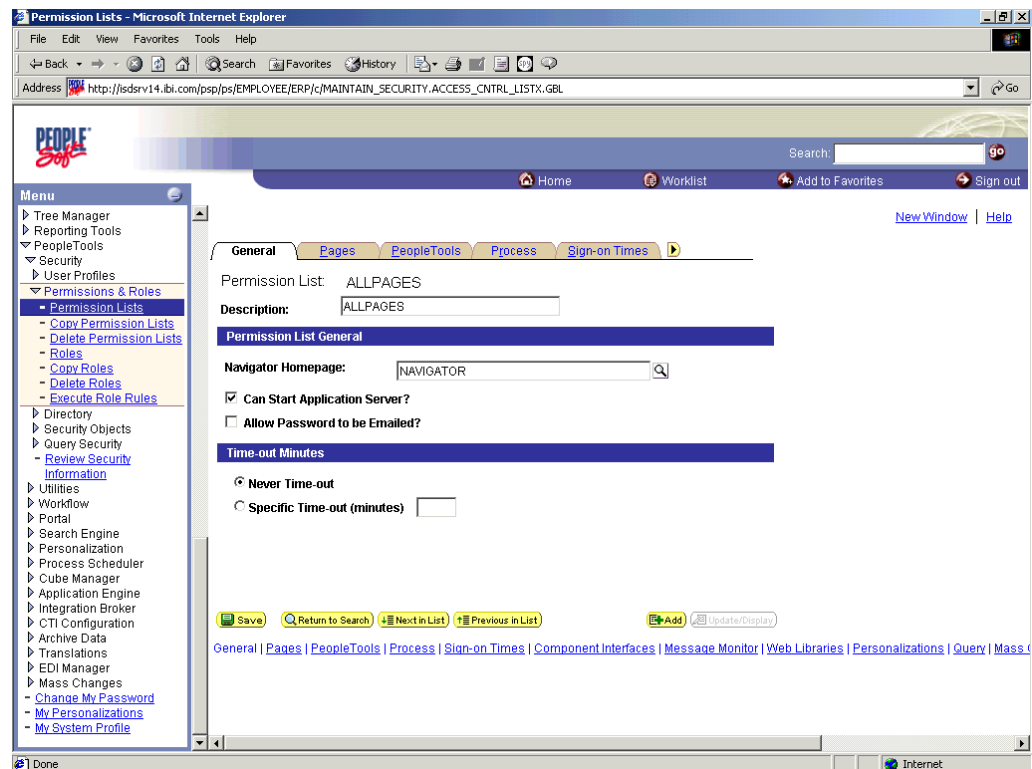 Permission Lists - Microsoft Internet Explorer
File Edit View Favorites Tools Help
Back Search Favorites History
Address http://isdsrv14.ibi.com/psp/ps/EMPLOYEE/ERP/c/MAINTAIN_SECURITY.ACCESS_CNTRL_LISTX.GBL Go
PEOPLE Soft
Search: go
Home Worklist Add to Favorites Sign out
Menu
Tree Manager
Reporting Tools
PeopleTools
Security
User Profiles
Permissions & Roles
- Permission Lists
- Copy Permission Lists
- Delete Permission Lists
- Roles
- Copy Roles
- Delete Roles
- Execute Role Rules
Directory
Security Objects
Query Security
- Review Security
Information
Utilities
Workflow
Portal
Search Engine
Personalization
Process Scheduler
Cube Manager
Application Engine
Integration Broker
CTI Configuration
Archive Data
Translations
EDI Manager
Mass Changes
- Change My Password
- My Personalizations
- My System Profile
New Window | Help
General Pages PeopleTools Process Sign-on Times
Permission List: ALLPAGES
Description: ALLPAGES
Permission List General
Navigator Homepage: NAVIGATOR
Can Start Application Server?
Allow Password to be Emailed?
Time-out Minutes
Never Time-out
Specific Time-out (minutes)
Save Return to Search Next in List Previous in List Add Update/Display
General | Pages | PeopleTools | Process | Sign-on Times | Component Interfaces | Message Monitor | Web Libraries | Personalizations | Query | Mass
Done Internet